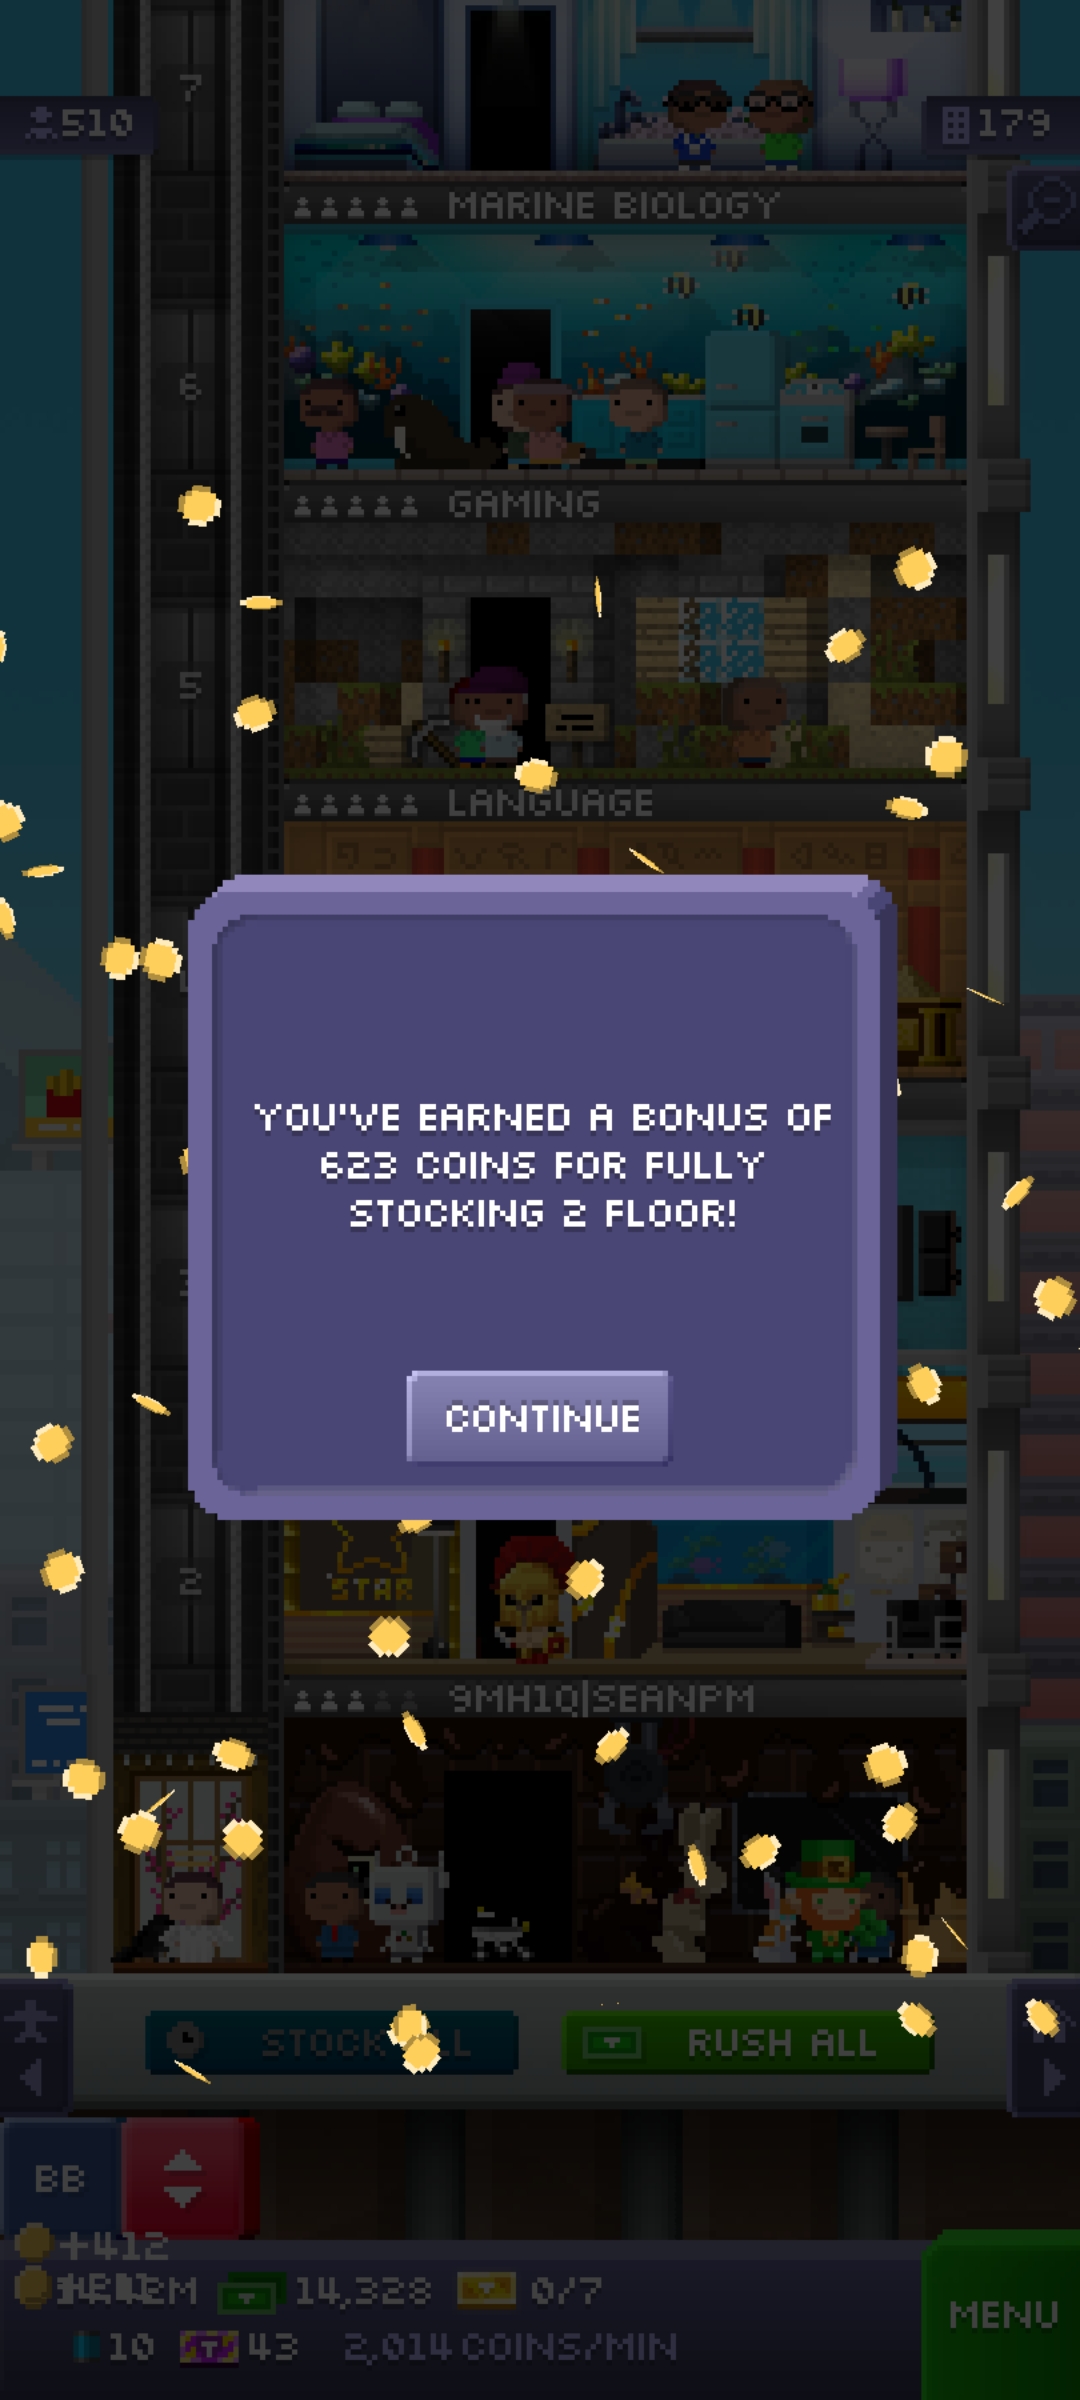 7
510
179
MARINE BIOLOGY
6
GAMING
5
LANGUAGE
YOU'VE EARNED A BONUS OF
623 COINS FOR FULLY
STOCKING 2 FLOOR!
CONTINUE
2
STAR
9MH1Q|SEANPM
STOCK ALL
RUSH ALL
BB
+412
14,328
0/7
MENU
10
43
2,014 COINS/MIN